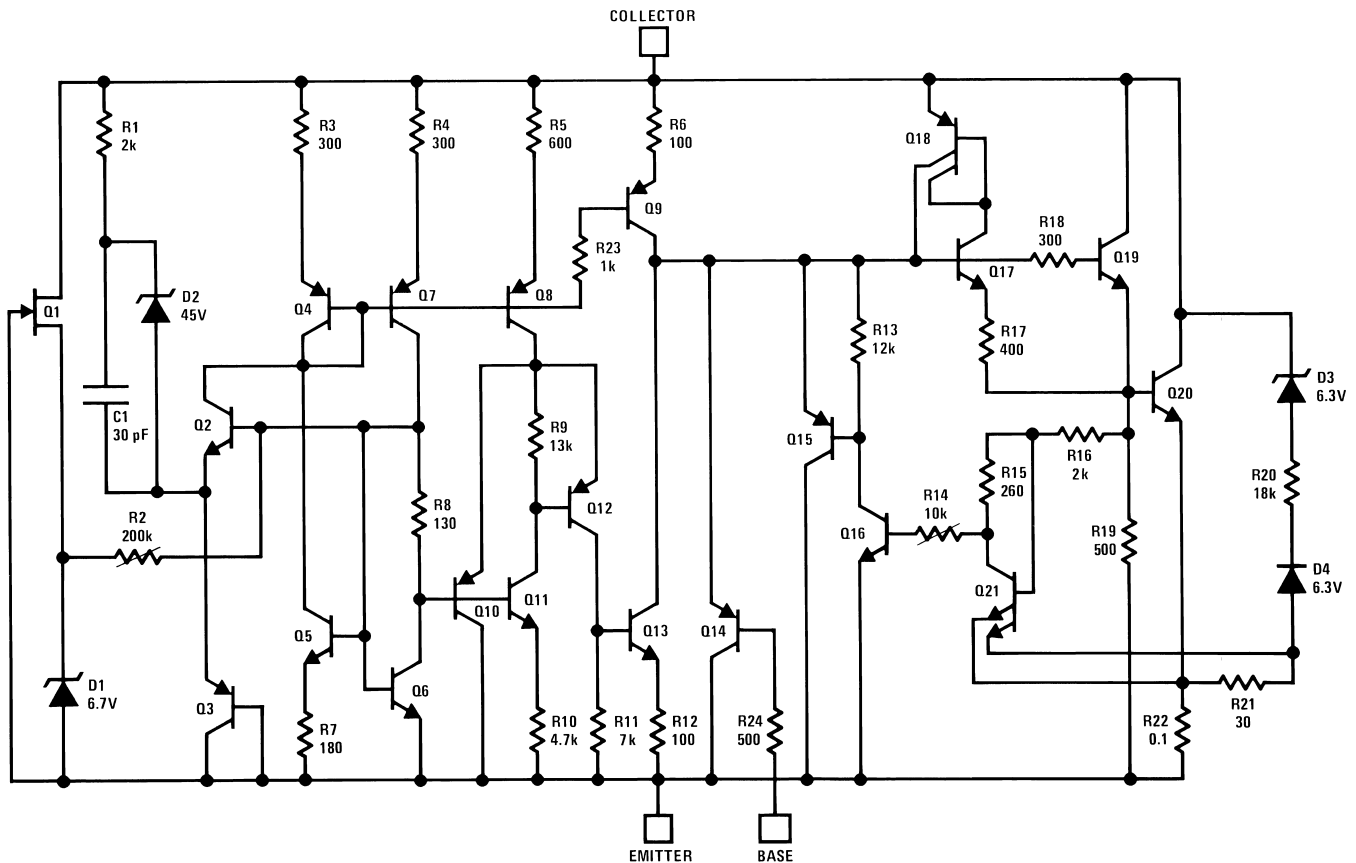 COLLECTOR
R1
2k
R3
300
R4
300
R5
600
R6
100
Q18
Q9
R23
1k
R18
300
Q19
Q17
Q1
D2
45V
Q4
Q7
Q8
R13
12k
R17
400
D3
6.3V
Q20
C1
30 pF
Q2
R9
13k
Q15
R16
2k
R20
18k
R2
200k
R8
130
Q12
R14
10k
R15
260
Q16
R19
500
D4
6.3V
Q5
Q10
Q11
Q13
Q14
Q21
D1
6.7V
Q3
Q6
R7
180
R10
4.7k
R11
7k
R12
100
R24
500
R22
0.1
R21
30
EMITTER
BASE